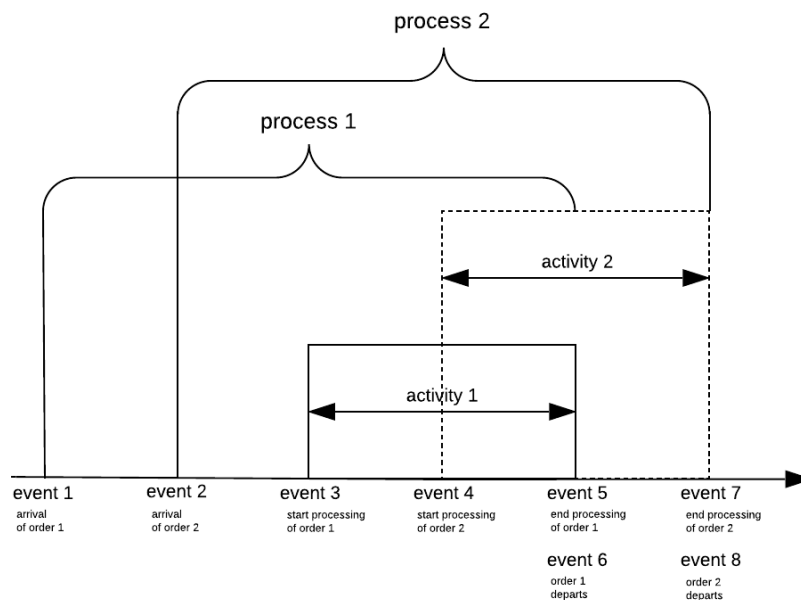 process 2
process 1
activity 2
activity 1
event 1
arrival
of order 1
event 2
arrival
of order 2
event 3
start processing
of order 1
event 4
start processing
of order 2
event 5
end processing
of order 1
event 7
end processing
of order 2
event 6
order 1
departs
event 8
order 2
departs